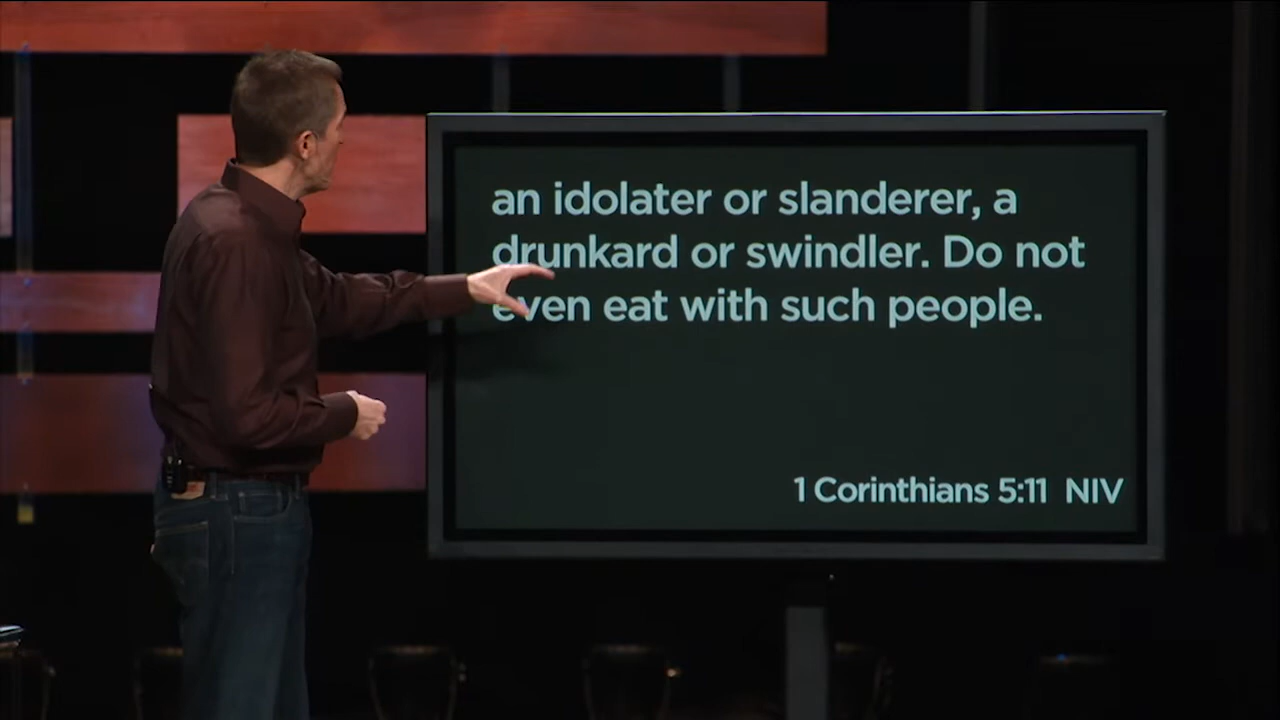 an idolater or slanderer, a
drunkard or swindler. Do not
even eat with such people.
1 Corinthians 5:11 NIV